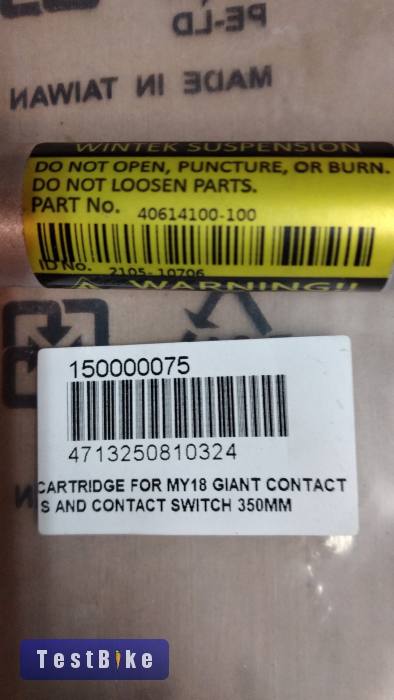 PE-LD
MADE IN TAIWAN
WINTEK SUSPENSION
DO NOT OPEN, PUNCTURE, OR BURN.
DO NOT LOOSEN PARTS.
PART No. 40614100-100
ID No. 2105-10706
WARNING!!
150000075
4713250810324
CARTRIDGE FOR MY18 GIANT CONTACT
S AND CONTACT SWITCH 350MM
TestBike